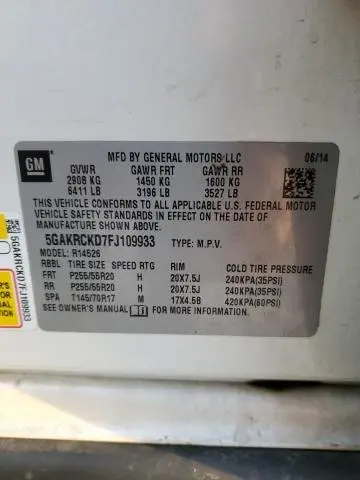 GM
MFD BY GENERAL MOTORS LLC 06/14
GVWR GAWR FRT GAWR RR
2908 KG 1450 KG 1600 KG
6411 LB 3196 LB 3527 LB
THIS VEHICLE CONFORMS TO ALL APPLICABLE U.S. FEDERAL MOTOR
VEHICLE SAFETY STANDARDS IN EFFECT ON THE DATE OF
MANUFACTURE SHOWN ABOVE.
5GAKRCKD7FJ109933 TYPE: M.P.V.
MODEL: R14526
RBBL TIRE SIZE SPEED RTG RIM COLD TIRE PRESSURE
FRT P255/55R20 H 20X7.5J 240KPA(35PSI)
RR P255/55R20 H 20X7.5J 240KPA(35PSI)
SPA T145/70R17 M 17X4.5B 420KPA(60PSI)
SEE OWNER'S MANUAL FOR MORE INFORMATION.
5GAKRCKD7FJ109933